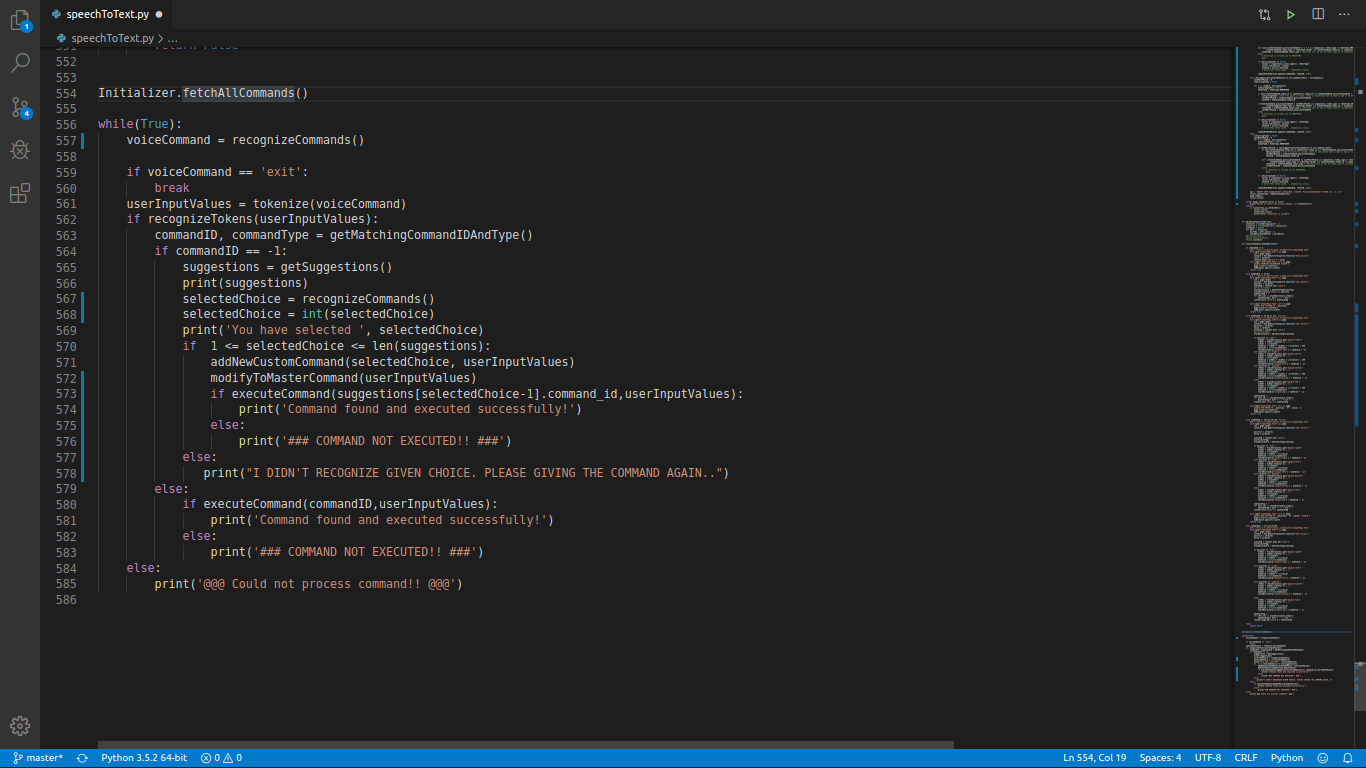 1
4
speechToText.py
speechToText.py > ...
551 return False
552
553
554 Initializer.fetchAllCommands()
555
556 while(True):
557     voiceCommand = recognizeCommands()
558
559     if voiceCommand == 'exit':
560         break
561     userInputValues = tokenize(voiceCommand)
562     if recognizeTokens(userInputValues):
563         commandID, commandType = getMatchingCommandIDAndType()
564         if commandID == -1:
565             suggestions = getSuggestions()
566             print(suggestions)
567             selectedChoice = recognizeCommands()
568             selectedChoice = int(selectedChoice)
569             print('You have selected ', selectedChoice)
570             if  1 <= selectedChoice <= len(suggestions):
571                 addNewCustomCommand(selectedChoice, userInputValues)
572                 modifyToMasterCommand(userInputValues)
573                 if executeCommand(suggestions[selectedChoice-1].command_id,userInputValues):
574                     print('Command found and executed successfully!')
575                 else:
576                     print('### COMMAND NOT EXECUTED!! ###')
577             else:
578                print("I DIDN'T RECOGNIZE GIVEN CHOICE. PLEASE GIVING THE COMMAND AGAIN..")
579         else:
580             if executeCommand(commandID,userInputValues):
581                 print('Command found and executed successfully!')
582             else:
583                 print('### COMMAND NOT EXECUTED!! ###')
584     else:
585         print('@@@ Could not process command!! @@@')
586
master* Python 3.5.2 64-bit 0 0 Ln 554, Col 19 Spaces: 4 UTF-8 CRLF Python